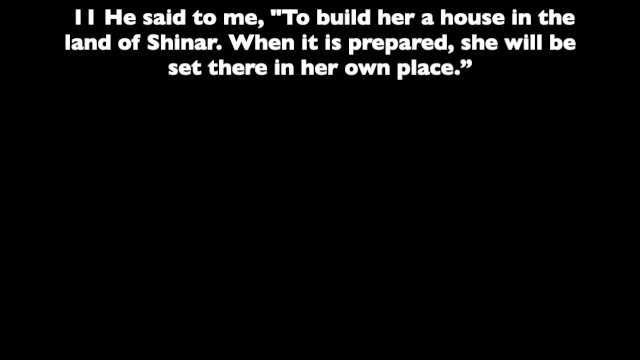 11 He said to me, "To build her a house in the
land of Shinar. When it is prepared, she will be
set there in her own place.”